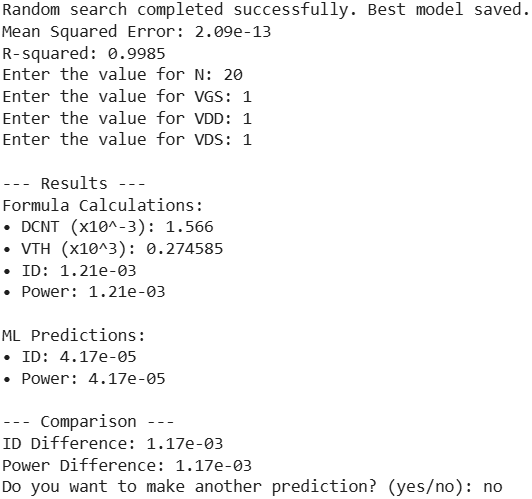 Random search completed successfully. Best model saved.
Mean Squared Error: 2.09e-13
R-squared: 0.9985
Enter the value for N: 20
Enter the value for VGS: 1
Enter the value for VDD: 1
Enter the value for VDS: 1
--- Results ---
Formula Calculations:
• DCNT (x10^-3): 1.566
• VTH (x10^3): 0.274585
• ID: 1.21e-03
• Power: 1.21e-03
ML Predictions:
• ID: 4.17e-05
• Power: 4.17e-05
--- Comparison ---
ID Difference: 1.17e-03
Power Difference: 1.17e-03
Do you want to make another prediction? (yes/no): no